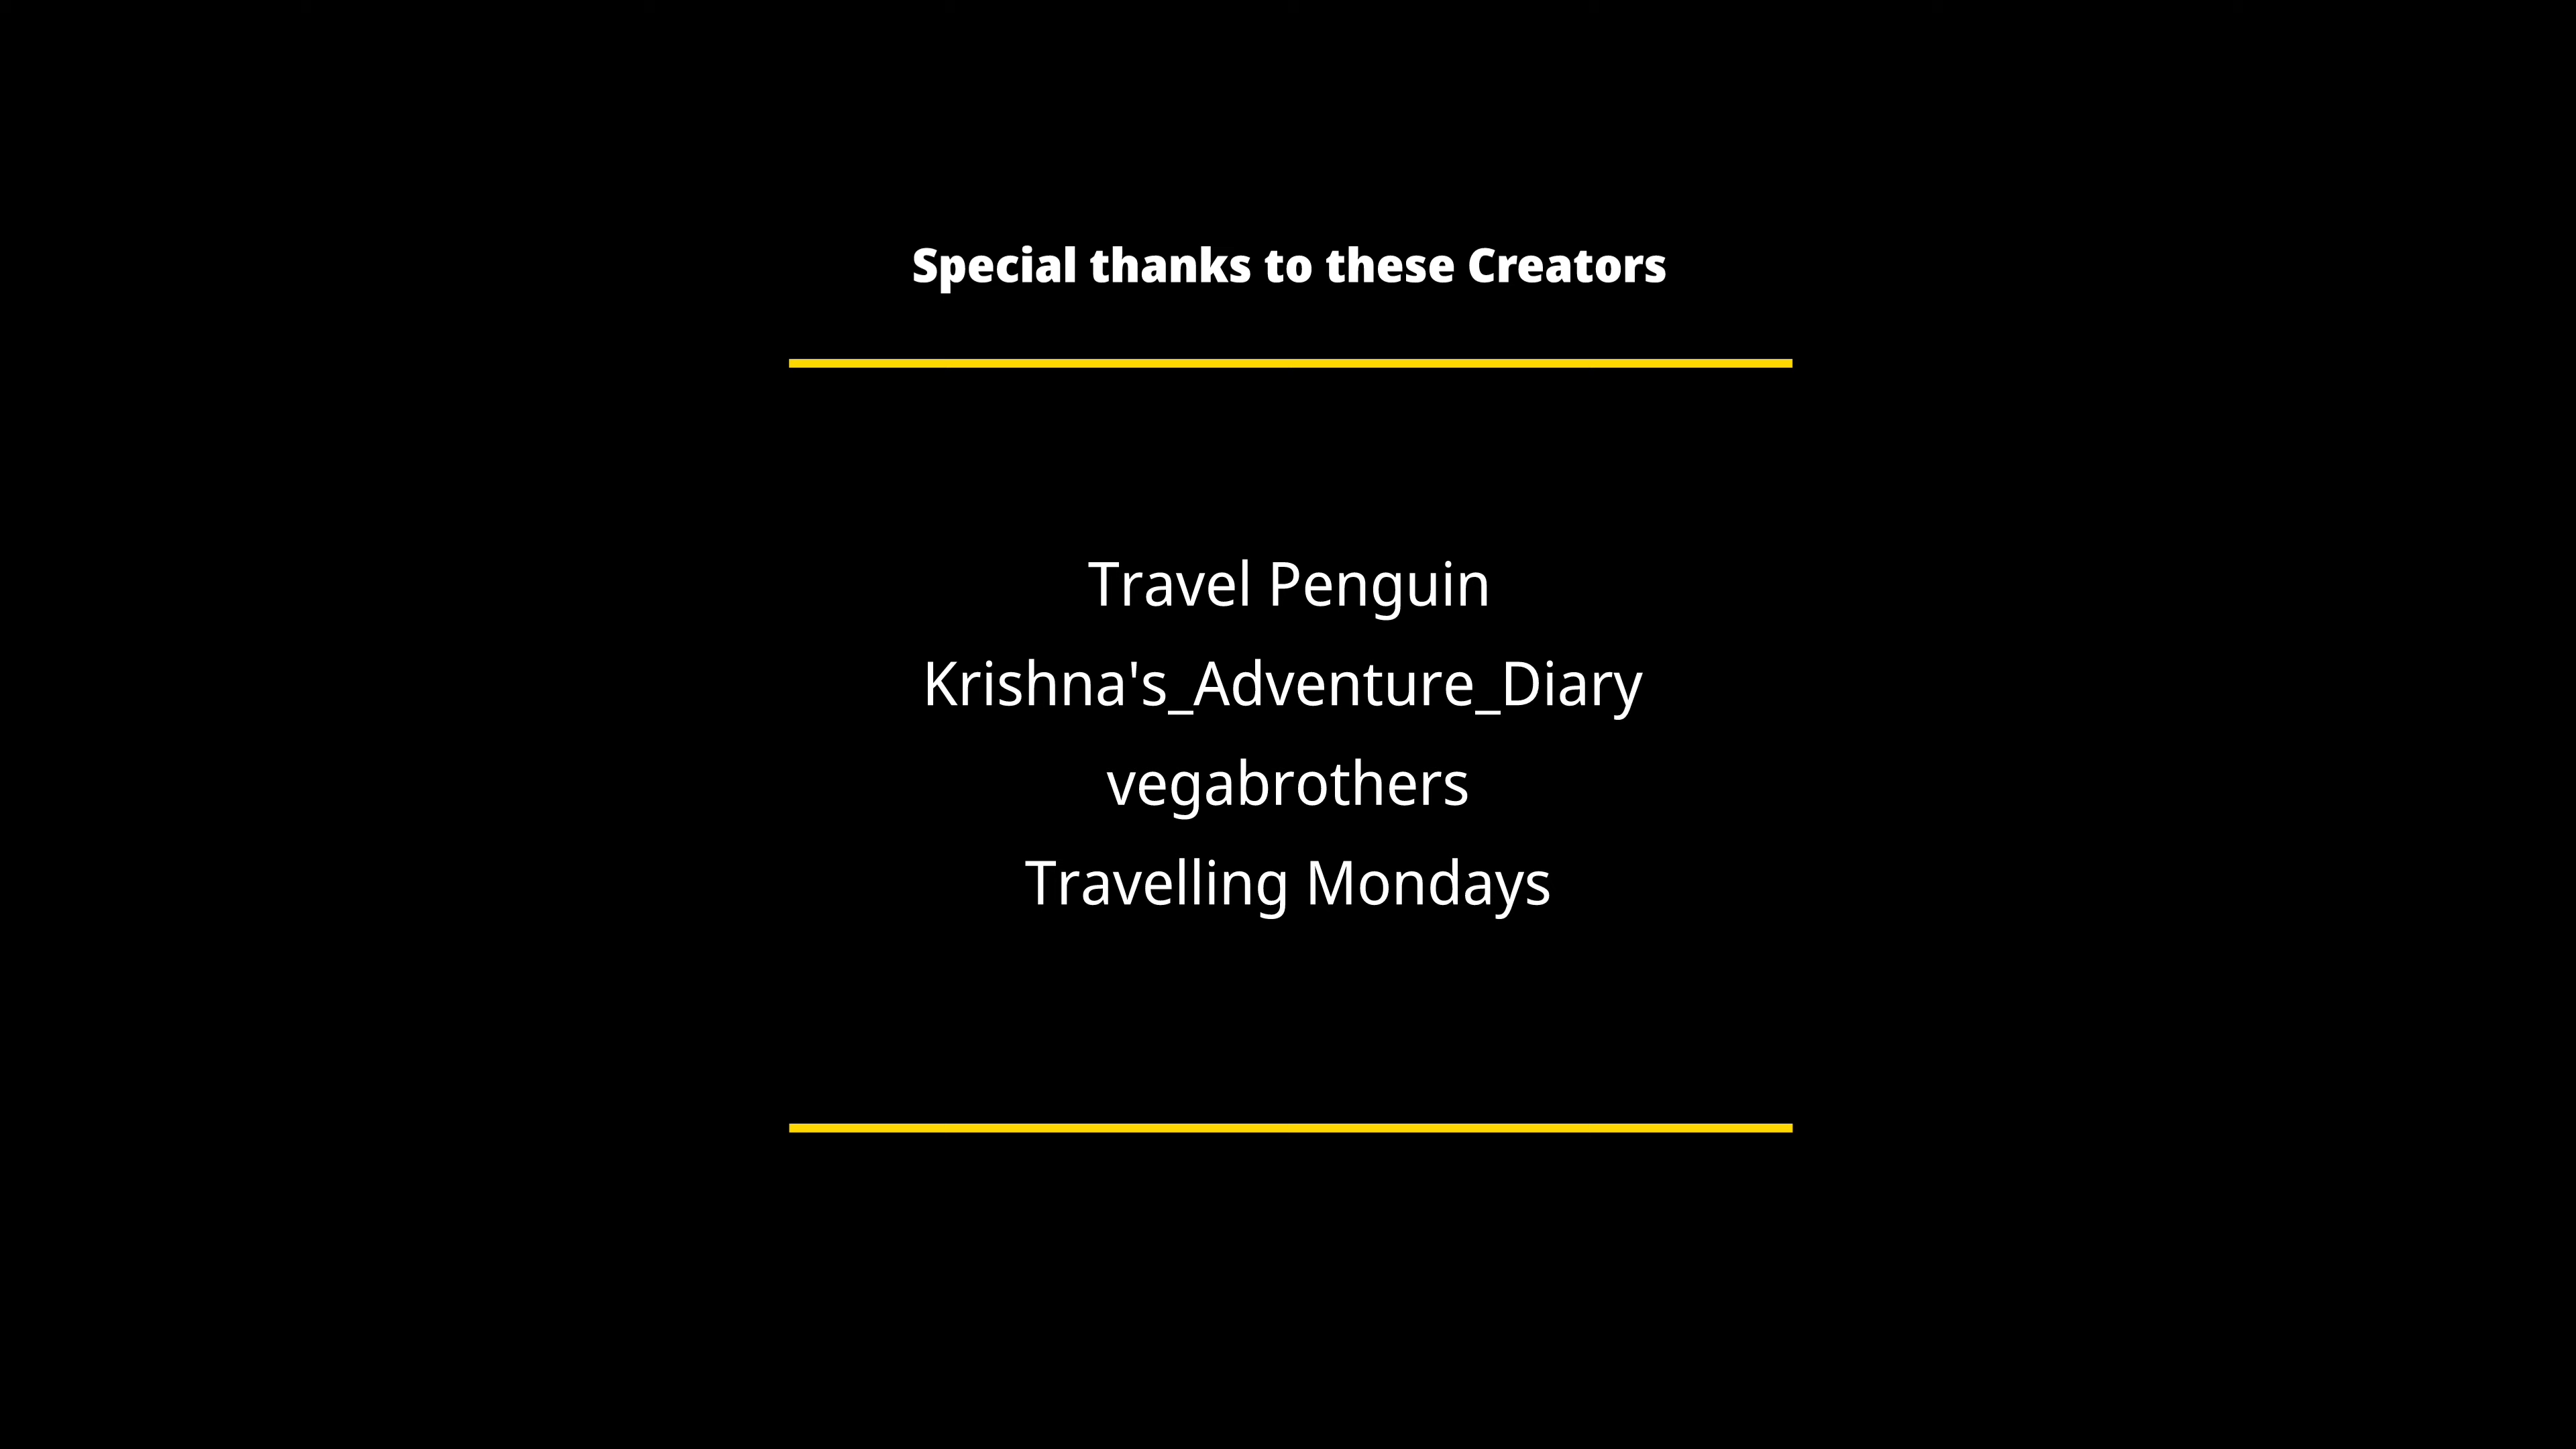 Special thanks to these Creators
Travel Penguin
Krishna's_Adventure_Diary
vegabrothers
Travelling Mondays